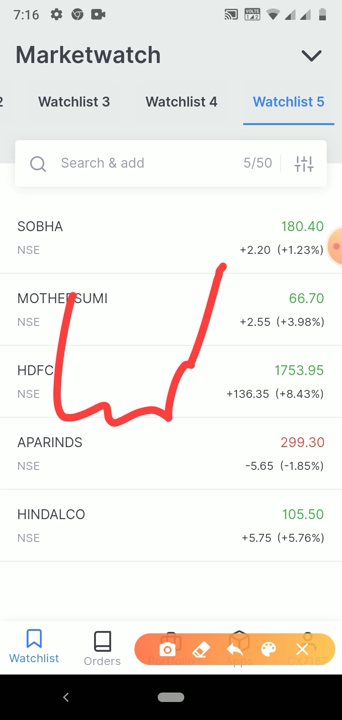 7:16
Marketwatch
2 Watchlist 3 Watchlist 4 Watchlist 5
Search & add 5/50
SOBHA 180.40
NSE +2.20 (+1.23%)
MOTHERSUMI 66.70
NSE +2.55 (+3.98%)
HDFC 1753.95
NSE +136.35 (+8.43%)
APARINDS 299.30
NSE -5.65 (-1.85%)
HINDALCO 105.50
NSE +5.75 (+5.76%)
Watchlist Orders